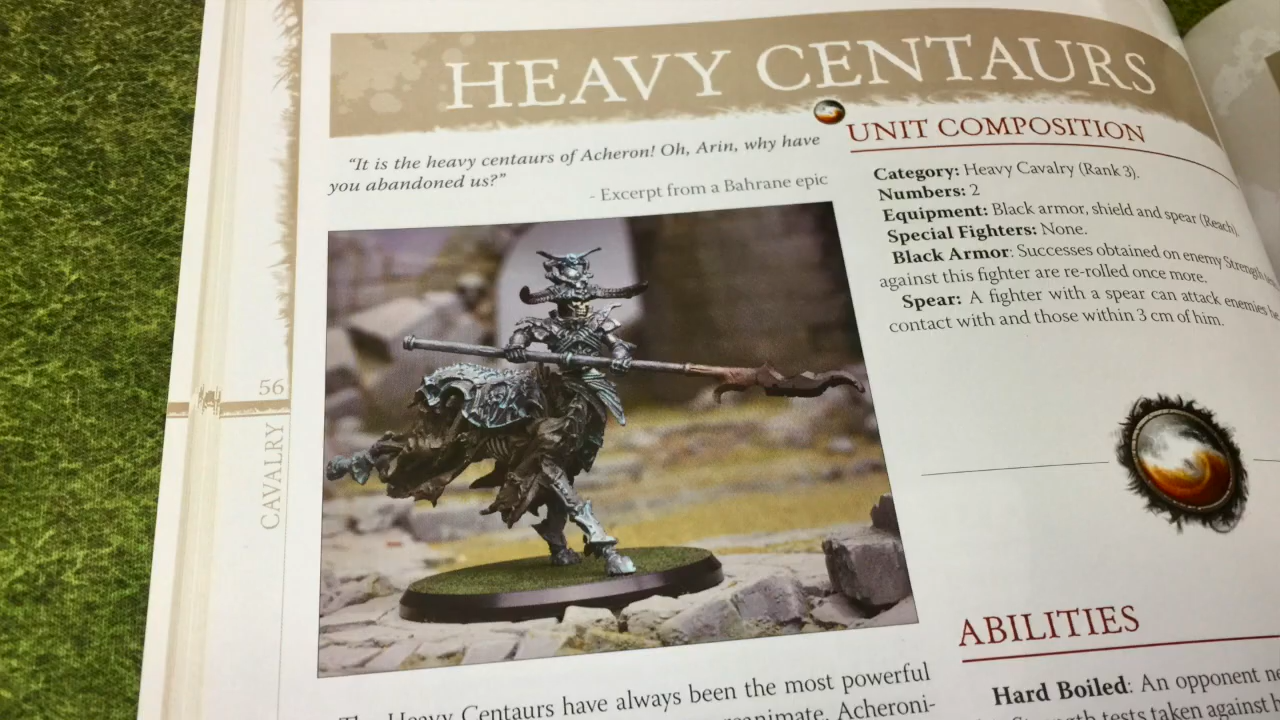 HEAVY CENTAURS
"It is the heavy centaurs of Acheron! Oh, Arin, why have
you abandoned us?"
- Excerpt from a Bahrane epic
56
CAVALRY
The Heavy Centaurs have always been the most powerful
reanimate. Acheroni-
UNIT COMPOSITION
Category: Heavy Cavalry (Rank 3).
Numbers: 2
Equipment: Black armor, shield and spear (Reach).
Special Fighters: None.
Black Armor: Successes obtained on enemy Strength
against this fighter are re-rolled once more.
Spear: A fighter with a spear can attack enemies
contact with and those within 3 cm of him.
ABILITIES
Hard Boiled: An opponent
Strength tests taken against